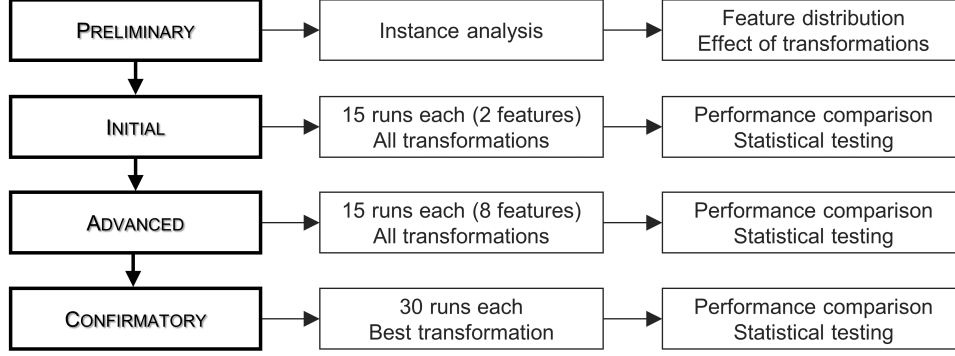 PRELIMINARY
Instance analysis
Feature distribution
Effect of transformations
INITIAL
15 runs each (2 features)
All transformations
Performance comparison
Statistical testing
ADVANCED
15 runs each (8 features)
All transformations
Performance comparison
Statistical testing
CONFIRMATORY
30 runs each
Best transformation
Performance comparison
Statistical testing